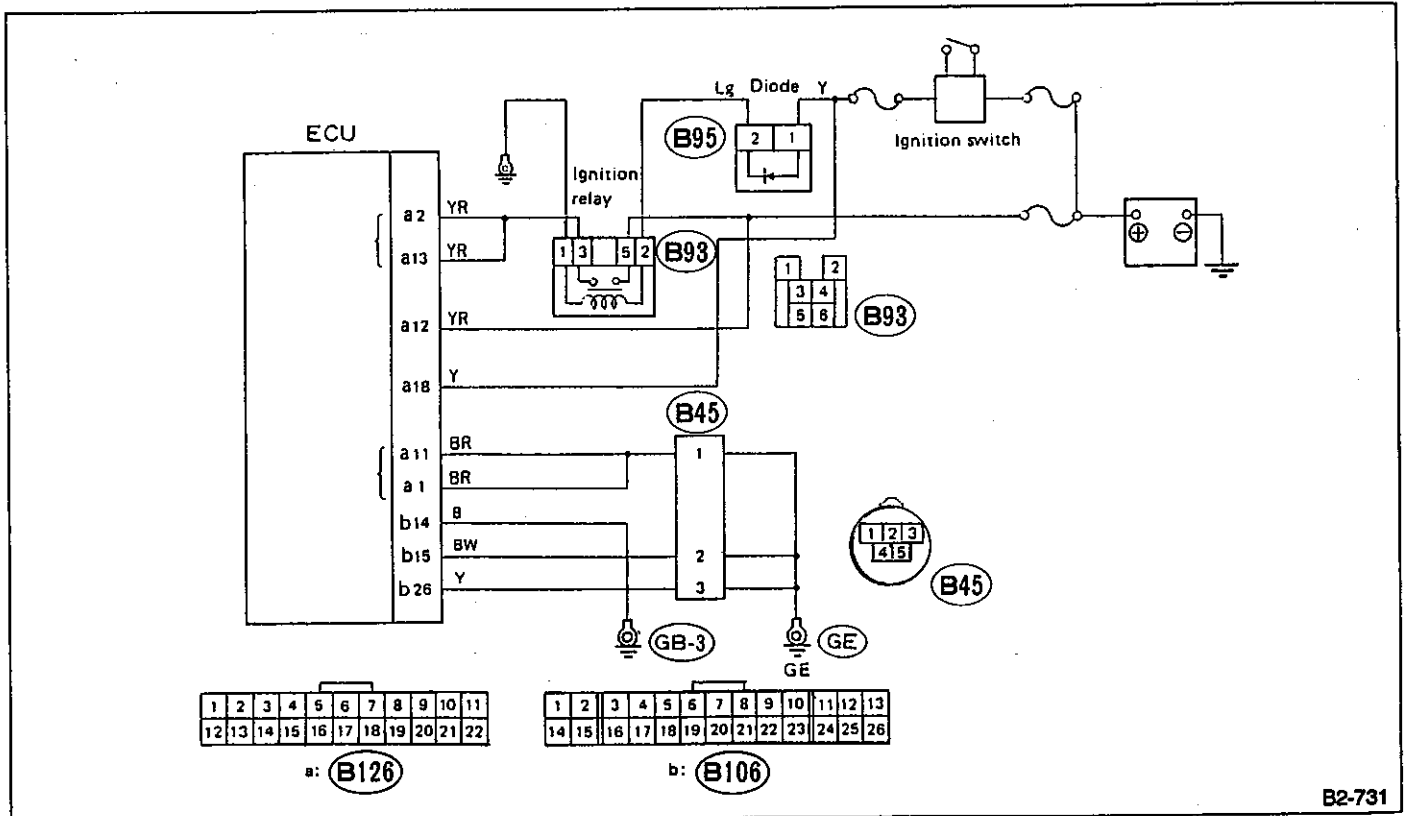 Lg Diode Y
B95
2 1
Ignition switch
ECU
Ignition
relay
a2 YR
a13 YR
1 3 5 2
B93
a12 YR
1 2
3 4
5 6
B93
a18 Y
B45
a11 BR
a1 BR
b14 B
b15 BW
b26 Y
1
2
3
1 2 3
4 5
B45
⊕ ⊖
GB-3
GE
GE
1 2 3 4 5 6 7 8 9 10 11
12 13 14 15 16 17 18 19 20 21 22
a: B126
1 2 3 4 5 6 7 8 9 10 11 12 13
14 15 16 17 18 19 20 21 22 23 24 25 26
b: B106
B2-731